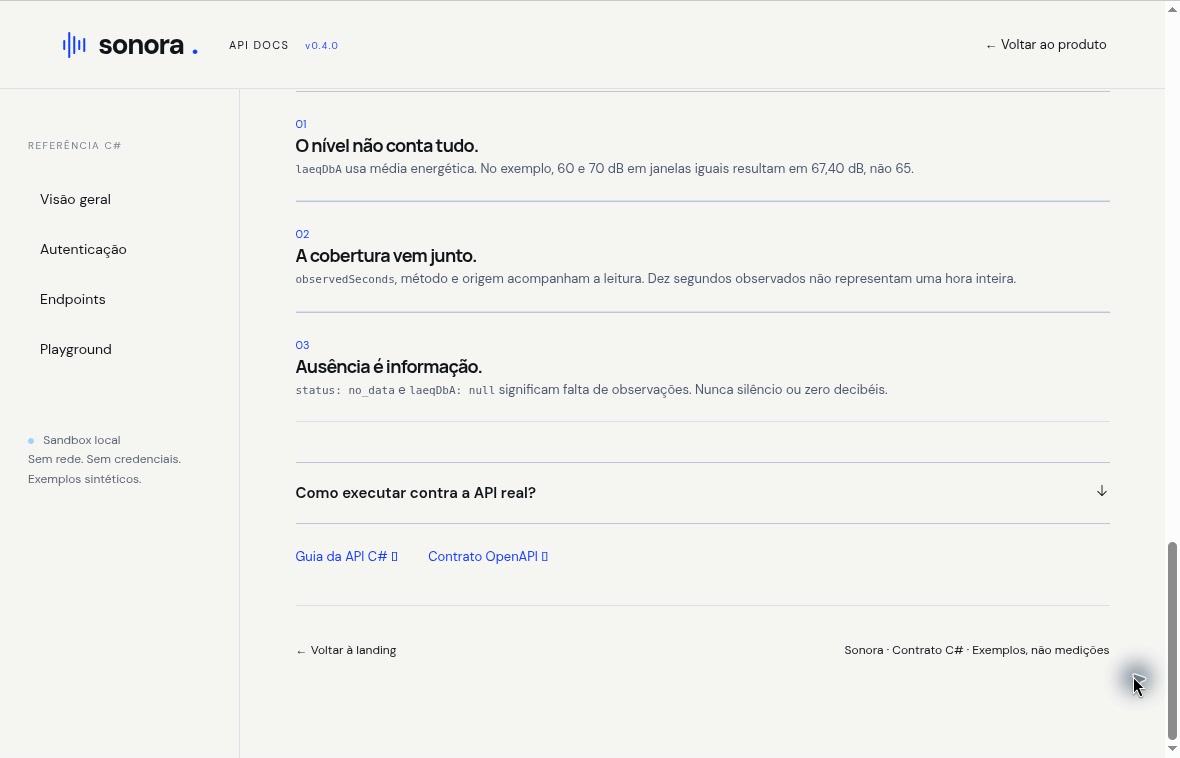 sonora.
API DOCS
v0.4.0
← Voltar ao produto
REFERÊNCIA C#
Visão geral
Autenticação
Endpoints
Playground
Sandbox local
Sem rede. Sem credenciais.
Exemplos sintéticos.
01
O nível não conta tudo.
laeqDbA usa média energética. No exemplo, 60 e 70 dB em janelas iguais resultam em 67,40 dB, não 65.
02
A cobertura vem junto.
observedSeconds, método e origem acompanham a leitura. Dez segundos observados não representam uma hora inteira.
03
Ausência é informação.
status: no_data e laeqDbA: null significam falta de observações. Nunca silêncio ou zero decibéis.
Como executar contra a API real? ↓
Guia da API C#
Contrato OpenAPI
← Voltar à landing
Sonora · Contrato C# · Exemplos, não medições